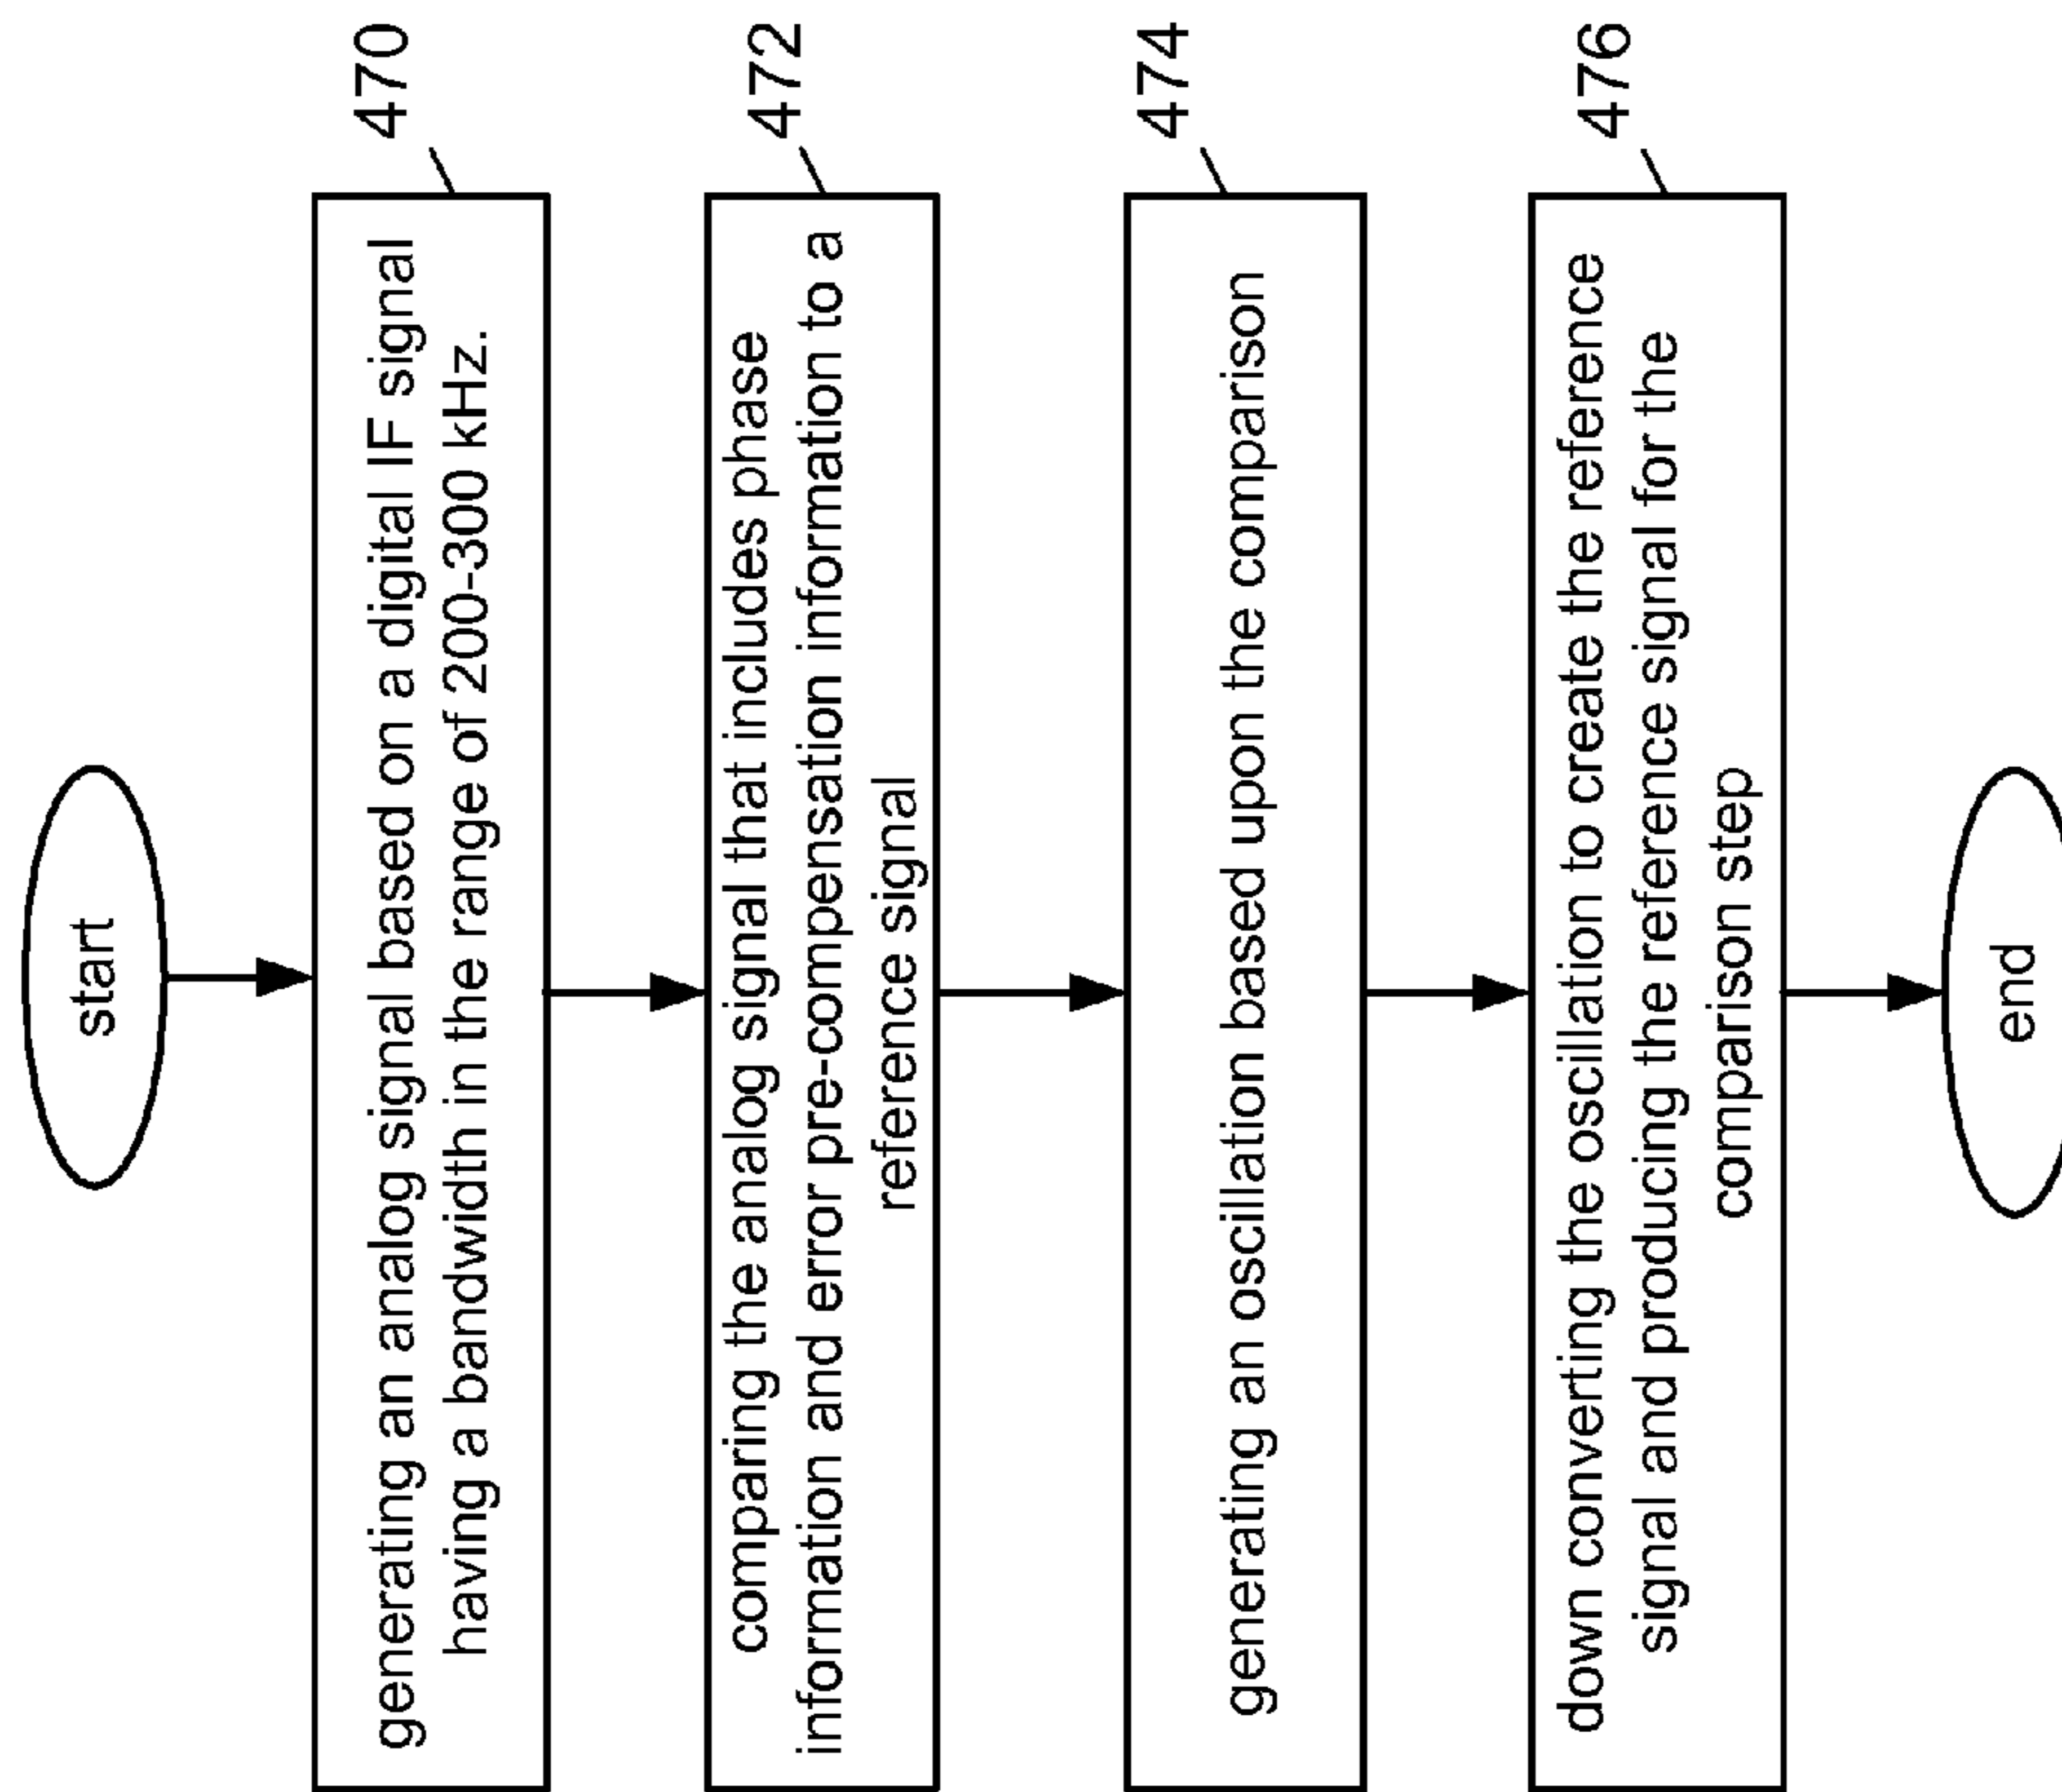 start
470
generating an analog signal based on a digital IF signal
having a bandwidth in the range of 200-300 kHz.
472
comparing the analog signal that includes phase
information and error pre-compensation information to a
reference signal
474
generating an oscillation based upon the comparison
476
down converting the oscillation to create the reference
signal and producing the reference signal for the
comparison step
end